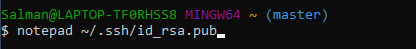 Salman@LAPTOP-TF0RHSS8 MINGW64 ~ (master)
$ notepad ~/.ssh/id_rsa.pub